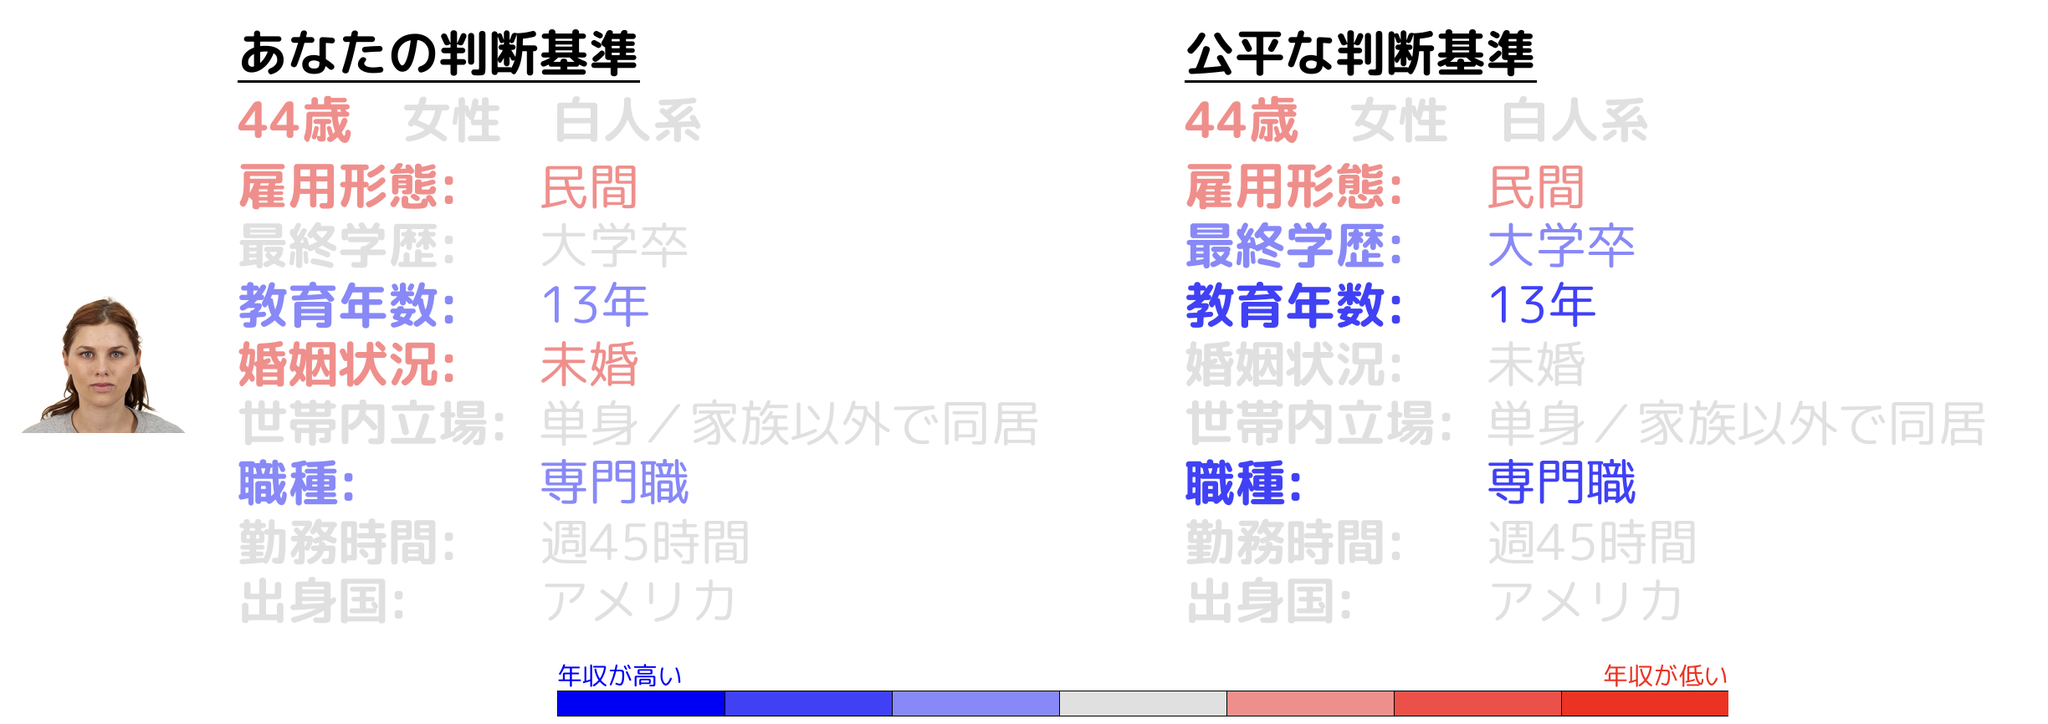 あなたの判断基準
44歳 女性 白人系
雇用形態: 民間
最終学歴: 大学卒
教育年数: 13年
婚姻状況: 未婚
世帯内立場: 単身／家族以外で同居
職種: 専門職
勤務時間: 週45時間
出身国: アメリカ
公平な判断基準
44歳 女性 白人系
雇用形態: 民間
最終学歴: 大学卒
教育年数: 13年
婚姻状況: 未婚
世帯内立場: 単身／家族以外で同居
職種: 専門職
勤務時間: 週45時間
出身国: アメリカ
年収が高い
年収が低い